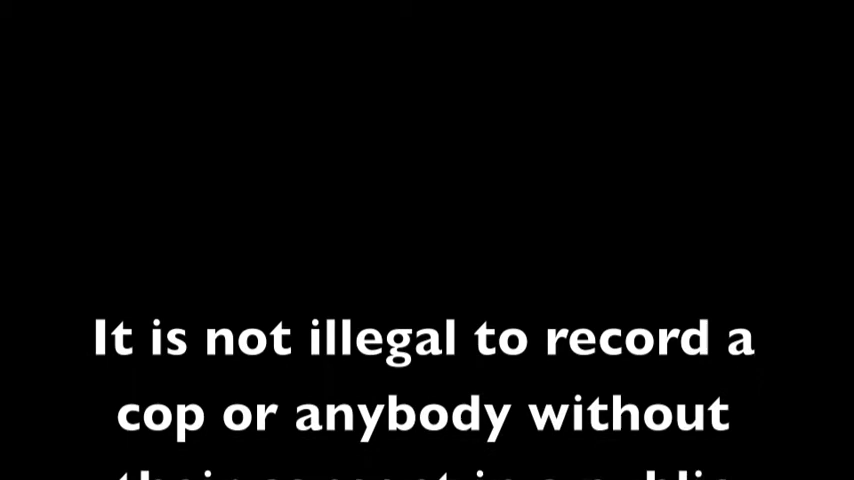 It is not illegal to record a
cop or anybody without
their consent in a public